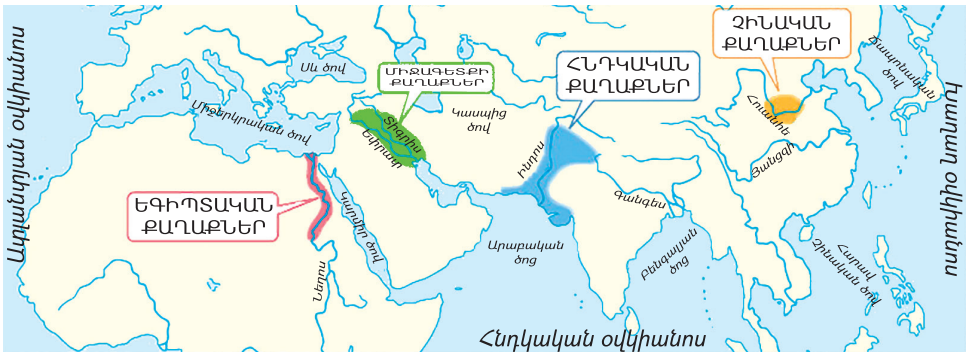 ՉԻՆԱԿԱՆ
ՔԱՂԱՔՆԵՐ
ՀՆԴԿԱԿԱՆ
ՔԱՂԱՔՆԵՐ
ՄԻՋԱԳԵՏՔԻ
ՔԱՂԱՔՆԵՐ
ԵԳԻՊՏԱԿԱՆ
ՔԱՂԱՔՆԵՐ
Ատլանտյան օվկիանոս
Սև ծով
Միջերկրական ծով
Կասպից
ծով
Տիգրիս
Եփրատ
Կարմիր ծով
Նեղոս
Ինդոս
Գանգես
Արաբական
ծոց
Բենգալյան
ծոց
Հնդկական օվկիանոս
Հուանհե
Յանցզի
Ճապոնական
ծով
Հարավ
Չինական ծով
Խաղաղ օվկիանոս